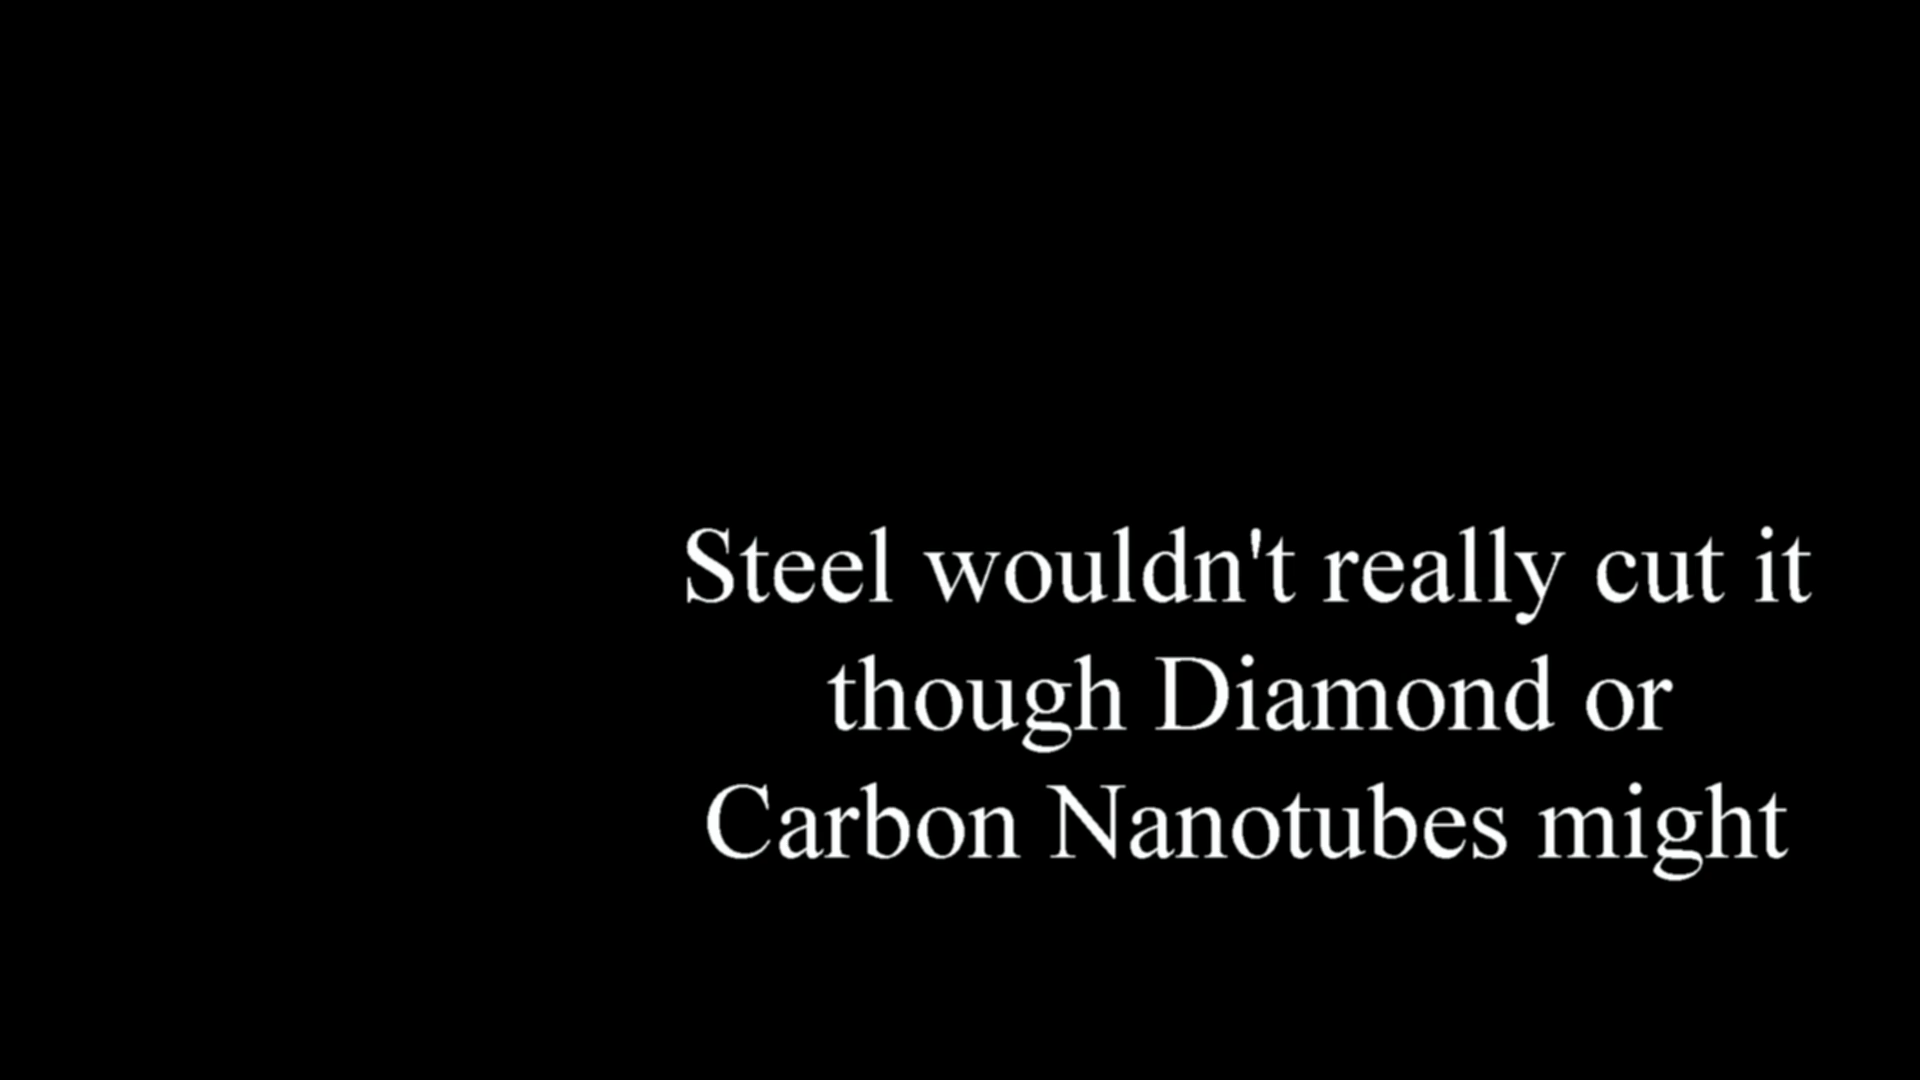 Steel wouldn't really cut it
though Diamond or
Carbon Nanotubes might